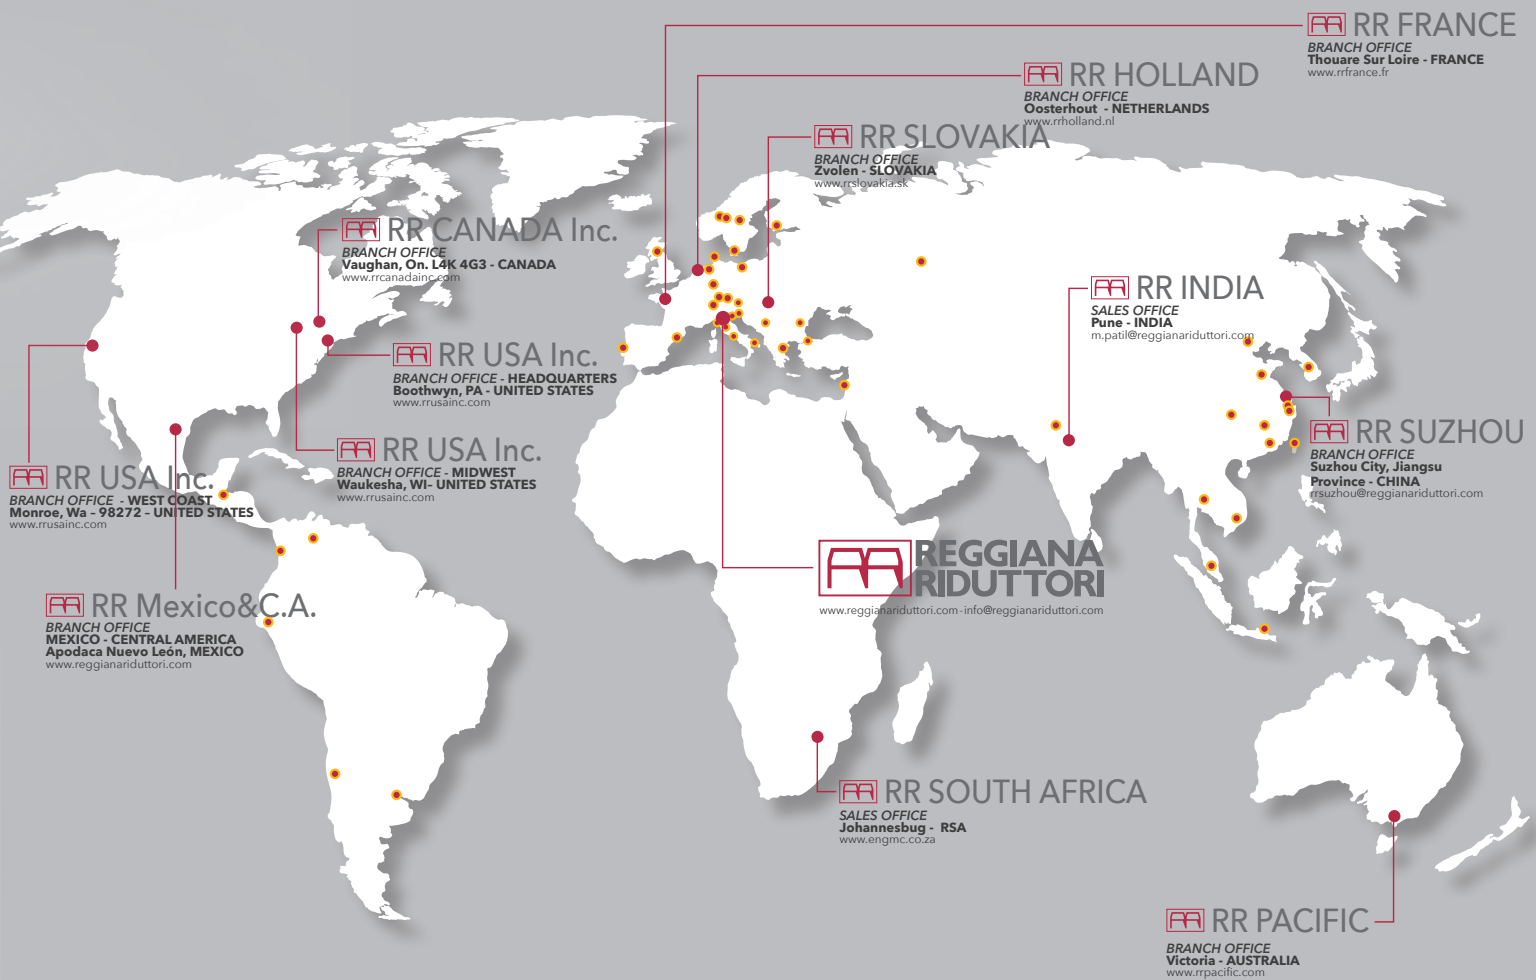 RR FRANCE
BRANCH OFFICE
Thouare Sur Loire - FRANCE
www.rrfrance.fr
RR HOLLAND
BRANCH OFFICE
Oosterhout - NETHERLANDS
www.rrholland.nl
RR SLOVAKIA
BRANCH OFFICE
Zvolen - SLOVAKIA
www.rrslovakia.sk
RR CANADA Inc.
BRANCH OFFICE
Vaughan, On. L4K 4G3 - CANADA
www.rrcanadainc.com
RR INDIA
SALES OFFICE
Pune - INDIA
m.patil@reggianariduttori.com
RR USA Inc.
BRANCH OFFICE - HEADQUARTERS
Boothwyn, PA - UNITED STATES
www.rrusainc.com
RR SUZHOU
BRANCH OFFICE
Suzhou City, Jiangsu
Province - CHINA
rrsuzhou@reggianariduttori.com
RR USA Inc.
BRANCH OFFICE - MIDWEST
Waukesha, WI- UNITED STATES
www.rrusainc.com
RR USA Inc.
BRANCH OFFICE - WEST COAST
Monroe, Wa - 98272 - UNITED STATES
www.rrusainc.com
REGGIANA
RIDUTTORI
www.reggianariduttori.com-info@reggianariduttori.com
RR Mexico&C.A.
BRANCH OFFICE
MEXICO - CENTRAL AMERICA
Apodaca Nuevo León, MEXICO
www.reggianariduttori.com
RR SOUTH AFRICA
SALES OFFICE
Johannesbug - RSA
www.engmc.co.za
RR PACIFIC
BRANCH OFFICE
Victoria - AUSTRALIA
www.rrpacific.com